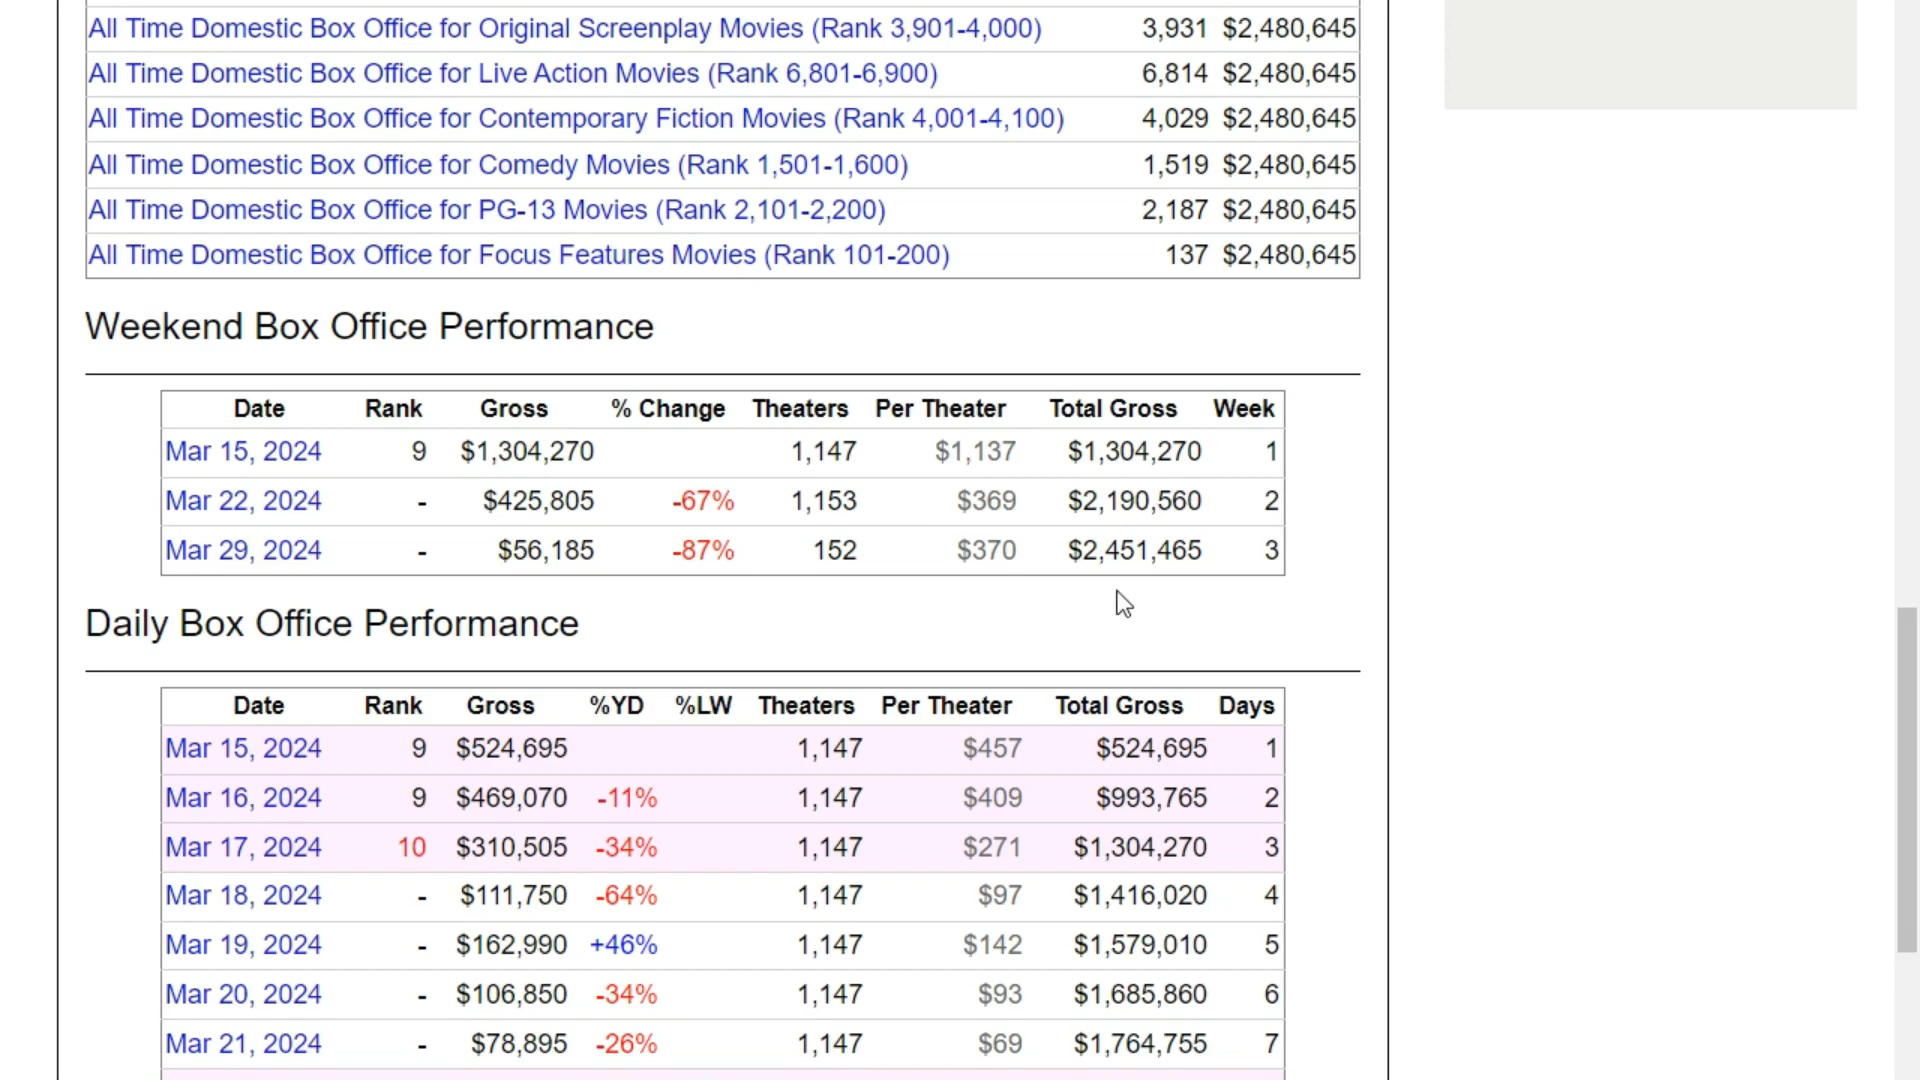 All Time Domestic Box Office for Original Screenplay Movies (Rank 3,901-4,000) 3,931 $2,480,645
All Time Domestic Box Office for Live Action Movies (Rank 6,801-6,900) 6,814 $2,480,645
All Time Domestic Box Office for Contemporary Fiction Movies (Rank 4,001-4,100) 4,029 $2,480,645
All Time Domestic Box Office for Comedy Movies (Rank 1,501-1,600) 1,519 $2,480,645
All Time Domestic Box Office for PG-13 Movies (Rank 2,101-2,200) 2,187 $2,480,645
All Time Domestic Box Office for Focus Features Movies (Rank 101-200) 137 $2,480,645
Weekend Box Office Performance
Date Rank Gross % Change Theaters Per Theater Total Gross Week
Mar 15, 2024 9 $1,304,270 1,147 $1,137 $1,304,270 1
Mar 22, 2024 - $425,805 -67% 1,153 $369 $2,190,560 2
Mar 29, 2024 - $56,185 -87% 152 $370 $2,451,465 3
Daily Box Office Performance
Date Rank Gross %YD %LW Theaters Per Theater Total Gross Days
Mar 15, 2024 9 $524,695 1,147 $457 $524,695 1
Mar 16, 2024 9 $469,070 -11% 1,147 $409 $993,765 2
Mar 17, 2024 10 $310,505 -34% 1,147 $271 $1,304,270 3
Mar 18, 2024 - $111,750 -64% 1,147 $97 $1,416,020 4
Mar 19, 2024 - $162,990 +46% 1,147 $142 $1,579,010 5
Mar 20, 2024 - $106,850 -34% 1,147 $93 $1,685,860 6
Mar 21, 2024 - $78,895 -26% 1,147 $69 $1,764,755 7